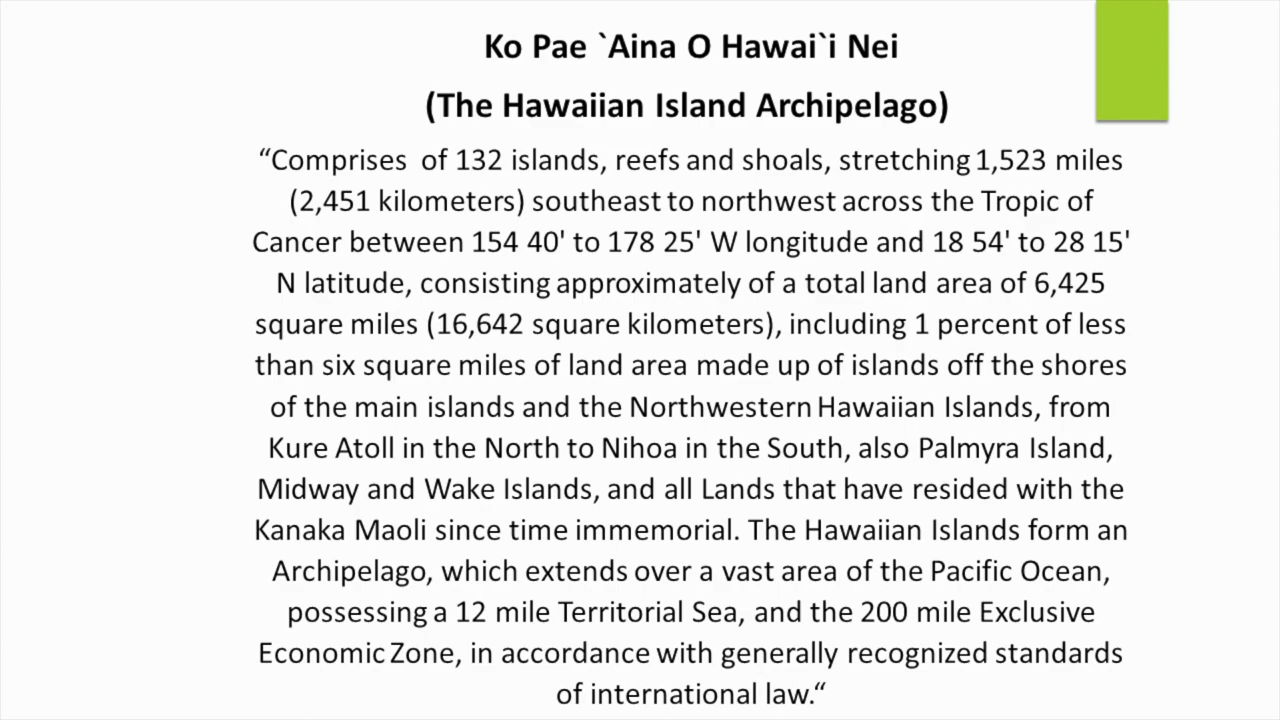 Ko Pae `Aina O Hawai`i Nei
(The Hawaiian Island Archipelago)
“Comprises of 132 islands, reefs and shoals, stretching 1,523 miles
(2,451 kilometers) southeast to northwest across the Tropic of
Cancer between 154 40' to 178 25' W longitude and 18 54' to 28 15'
N latitude, consisting approximately of a total land area of 6,425
square miles (16,642 square kilometers), including 1 percent of less
than six square miles of land area made up of islands off the shores
of the main islands and the Northwestern Hawaiian Islands, from
Kure Atoll in the North to Nihoa in the South, also Palmyra Island,
Midway and Wake Islands, and all Lands that have resided with the
Kanaka Maoli since time immemorial. The Hawaiian Islands form an
Archipelago, which extends over a vast area of the Pacific Ocean,
possessing a 12 mile Territorial Sea, and the 200 mile Exclusive
Economic Zone, in accordance with generally recognized standards
of international law.“